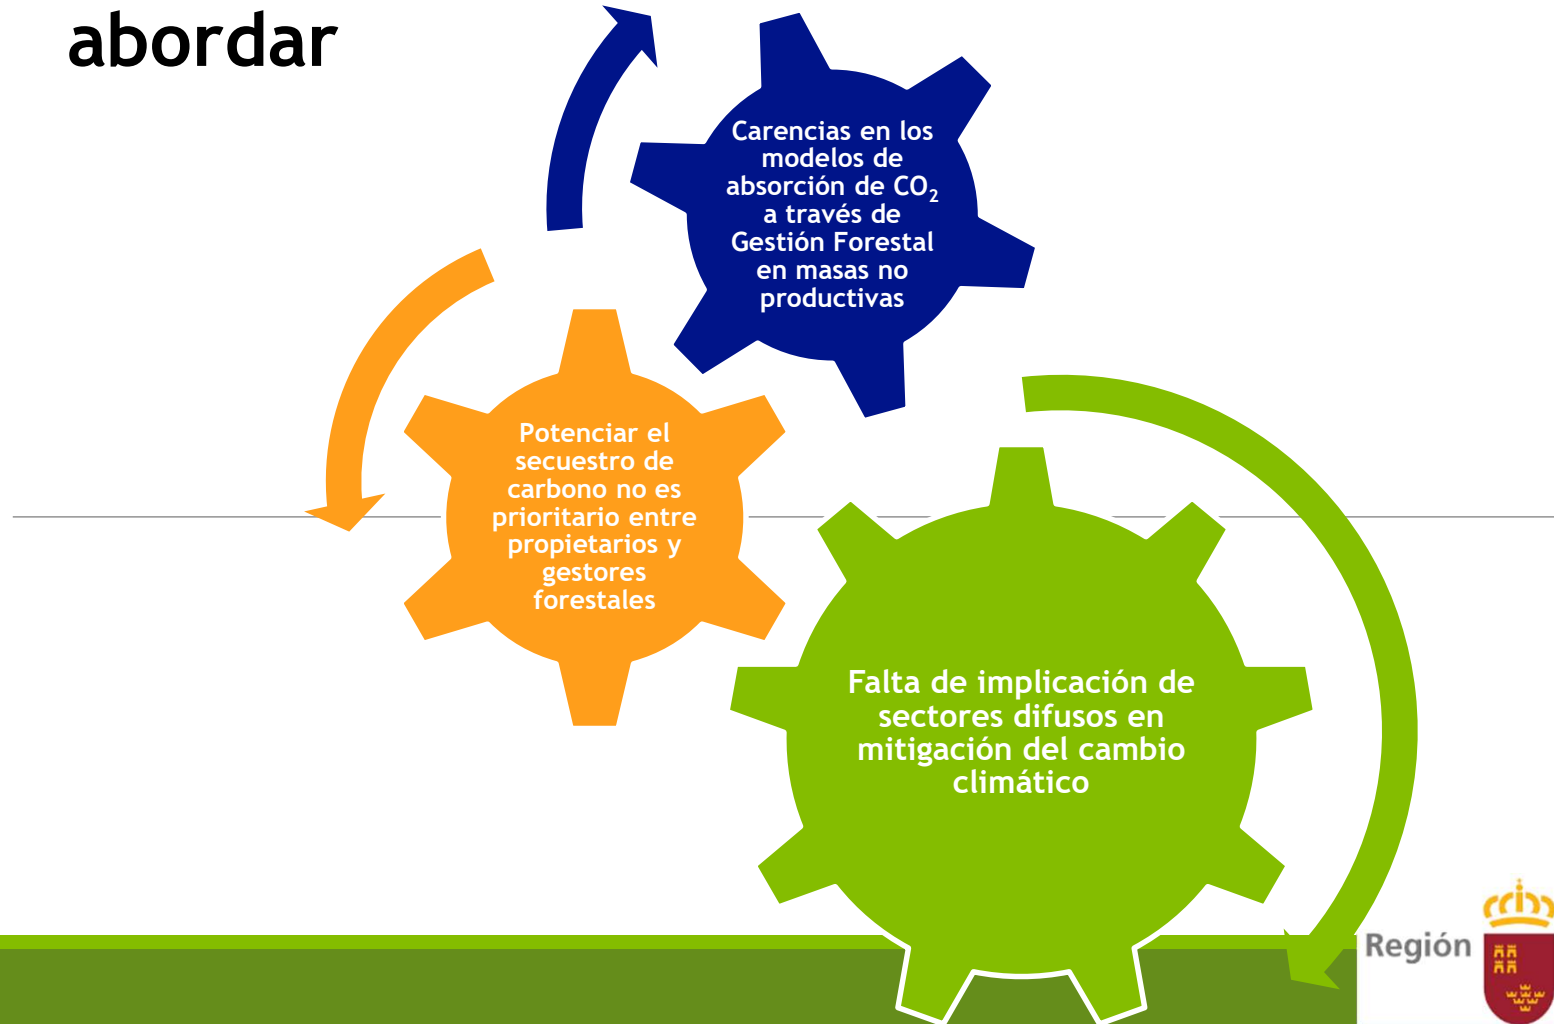 abordar
Carencias en los
modelos de
absorción de CO₂
a través de
Gestión Forestal
en masas no
productivas
Potenciar el
secuestro de
carbono no es
prioritario entre
propietarios y
gestores
forestales
Falta de implicación de
sectores difusos en
mitigación del cambio
climático
Región